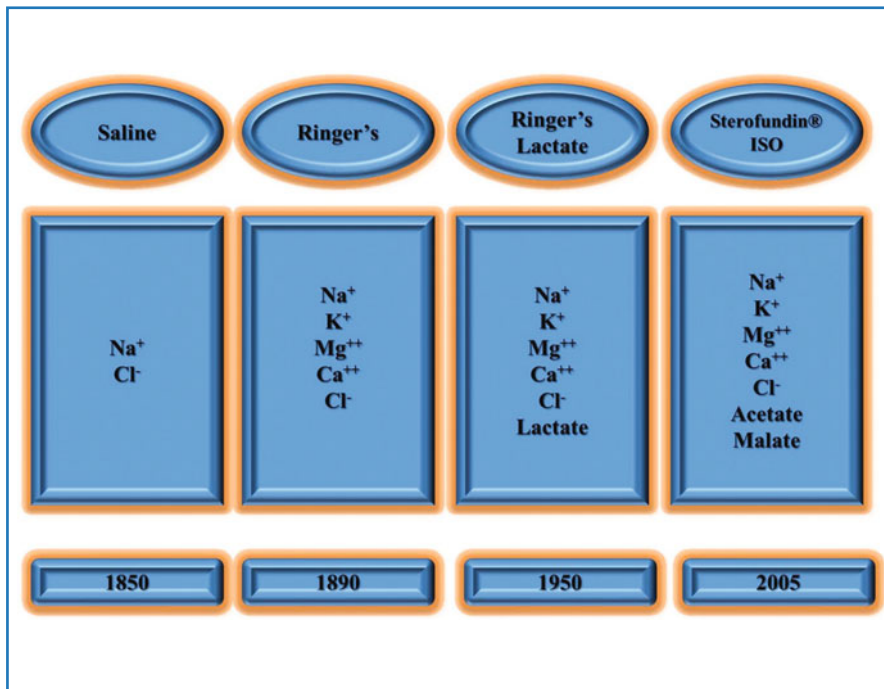 Saline
Ringer’s
Ringer’s
Lactate
Sterofundin®
ISO
Na⁺
Cl⁻
Na⁺
K⁺
Mg⁺⁺
Ca⁺⁺
Cl⁻
Na⁺
K⁺
Mg⁺⁺
Ca⁺⁺
Cl⁻
Lactate
Na⁺
K⁺
Mg⁺⁺
Ca⁺⁺
Cl⁻
Acetate
Malate
1850
1890
1950
2005